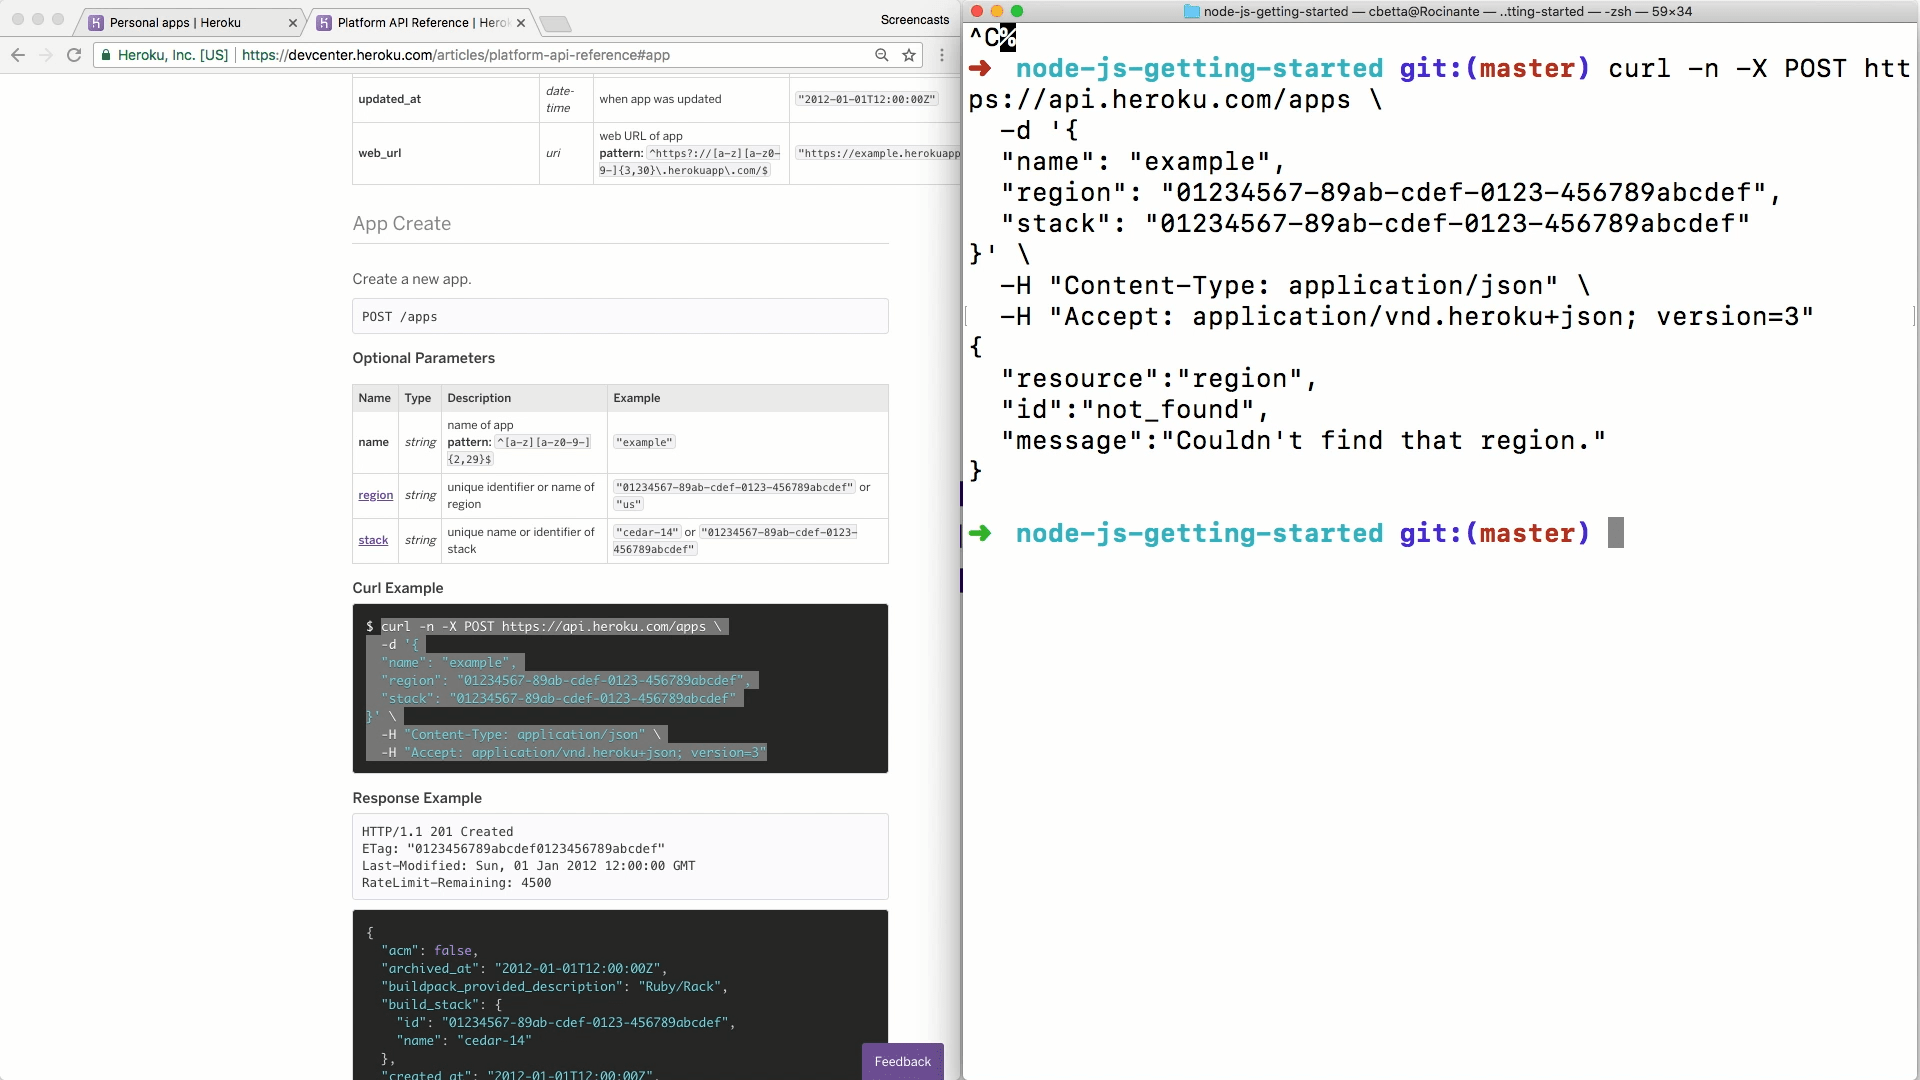 Personal apps | Heroku
Platform API Reference | Hero
Screencasts
Heroku, Inc. [US]
https://devcenter.heroku.com/articles/platform-api-reference#app
updated_at
date-
time
when app was updated
"2012-01-01T12:00:00Z"
web_url
uri
web URL of app
pattern: ^https?://[a-z][a-z0-
9-]{3,30}\.herokuapp\.com/$
"https://example.herokuapp
App Create
Create a new app.
POST /apps
Optional Parameters
Name Type Description Example
name
string
name of app
pattern: ^[a-z][a-z0-9-]
{2,29}$
"example"
region
string
unique identifier or name of
region
"01234567-89ab-cdef-0123-456789abcdef" or
"us"
stack
string
unique name or identifier of
stack
"cedar-14" or "01234567-89ab-cdef-0123-
456789abcdef"
Curl Example
$ curl -n -X POST https://api.heroku.com/apps \
-d '{
"name": "example",
"region": "01234567-89ab-cdef-0123-456789abcdef",
"stack": "01234567-89ab-cdef-0123-456789abcdef"
}' \
-H "Content-Type: application/json" \
-H "Accept: application/vnd.heroku+json; version=3"
Response Example
HTTP/1.1 201 Created
ETag: "0123456789abcdef0123456789abcdef"
Last-Modified: Sun, 01 Jan 2012 12:00:00 GMT
RateLimit-Remaining: 4500
{
"acm": false,
"archived_at": "2012-01-01T12:00:00Z",
"buildpack_provided_description": "Ruby/Rack",
"build_stack": {
"id": "01234567-89ab-cdef-0123-456789abcdef",
"name": "cedar-14"
},
"created_at": "2012-01-01T12:00:00Z",
Feedback
node-js-getting-started — cbetta@Rocinante — ..tting-started — -zsh — 59×34
^C%
➜ node-js-getting-started git:(master) curl -n -X POST htt
ps://api.heroku.com/apps \
-d '{
"name": "example",
"region": "01234567-89ab-cdef-0123-456789abcdef",
"stack": "01234567-89ab-cdef-0123-456789abcdef"
}' \
-H "Content-Type: application/json" \
-H "Accept: application/vnd.heroku+json; version=3"
{
"resource":"region",
"id":"not_found",
"message":"Couldn't find that region."
}
➜ node-js-getting-started git:(master)